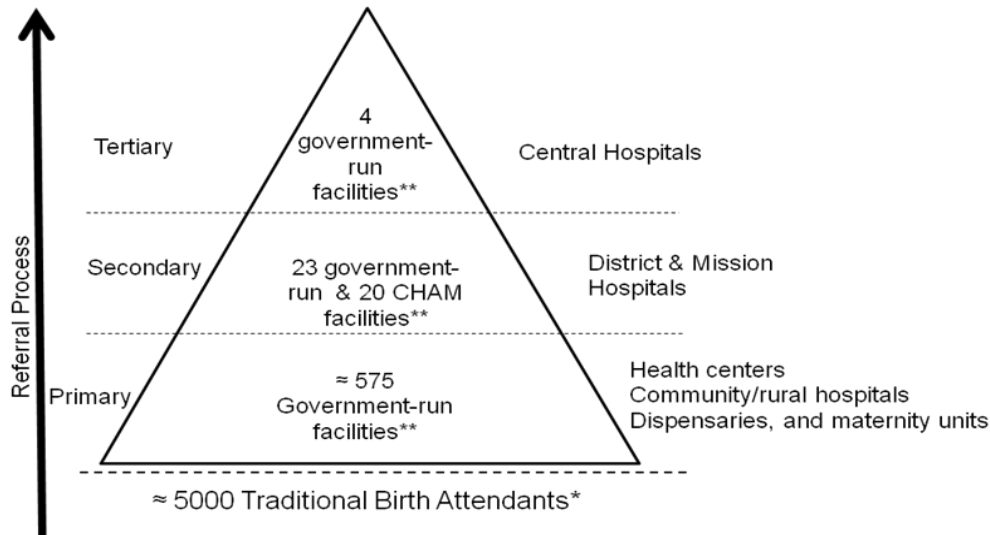 Referral Process
Tertiary
4
government-
run
facilities**
Central Hospitals
Secondary
23 government-
run & 20 CHAM
facilities**
District & Mission
Hospitals
Primary
≈ 575
Government-run
facilities**
Health centers
Community/rural hospitals
Dispensaries, and maternity units
≈ 5000 Traditional Birth Attendants*